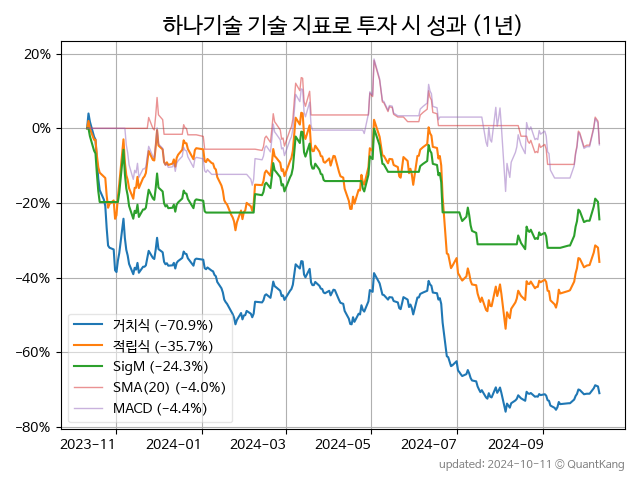 하나기술 기술 지표로 투자 시 성과 (1년)
20%
0%
−20%
−40%
−60%
−80%
거치식 (−70.9%)
적립식 (−35.7%)
SigM (−24.3%)
SMA(20) (−4.0%)
MACD (−4.4%)
2023−11 2024−01 2024−03 2024−05 2024−07 2024−09
updated: 2024-10-11 © QuantKang